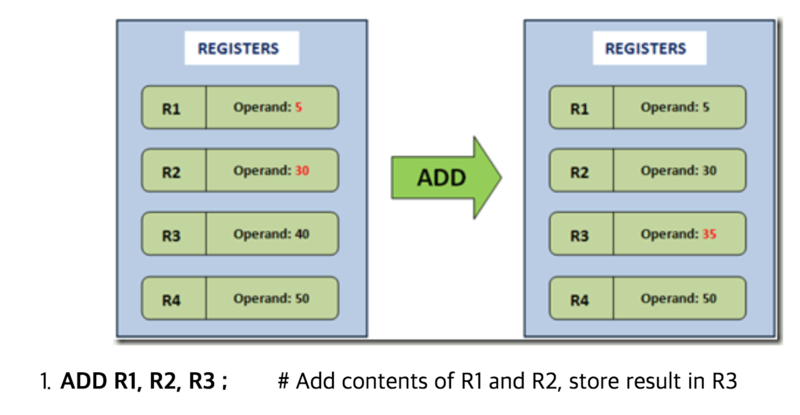 REGISTERS
R1 Operand: 5
R2 Operand: 30
R3 Operand: 40
R4 Operand: 50
ADD
REGISTERS
R1 Operand: 5
R2 Operand: 30
R3 Operand: 35
R4 Operand: 50
1. ADD R1, R2, R3 ; # Add contents of R1 and R2, store result in R3